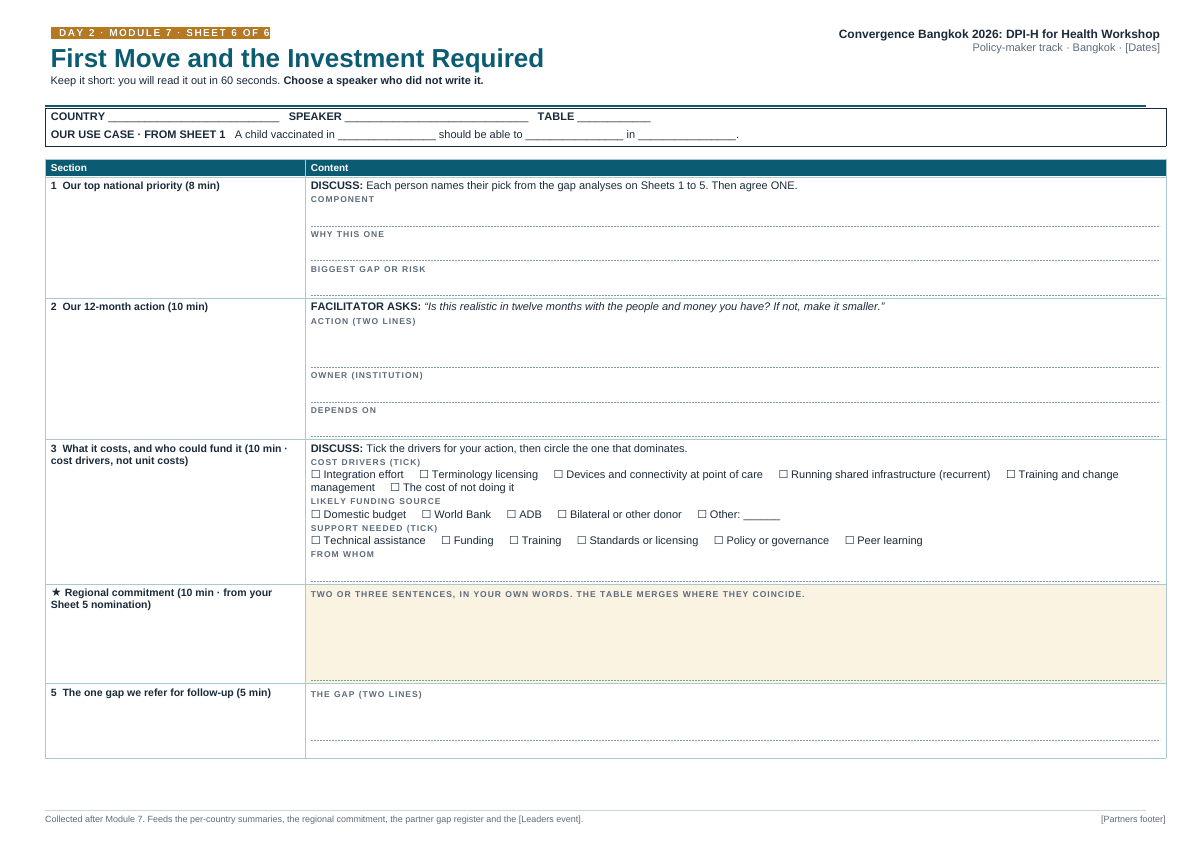 DAY 2 · MODULE 7 · SHEET 6 OF 6
First Move and the Investment Required
Keep it short: you will read it out in 60 seconds. Choose a speaker who did not write it.
Convergence Bangkok 2026: DPI-H for Health Workshop
Policy-maker track · Bangkok · [Dates]
COUNTRY ____________________________ SPEAKER ______________________________ TABLE ____________
OUR USE CASE · FROM SHEET 1 A child vaccinated in ________________ should be able to ________________ in ________________.
Section Content
1 Our top national priority (8 min)
DISCUSS: Each person names their pick from the gap analyses on Sheets 1 to 5. Then agree ONE.
COMPONENT
WHY THIS ONE
BIGGEST GAP OR RISK
2 Our 12-month action (10 min)
FACILITATOR ASKS: “Is this realistic in twelve months with the people and money you have? If not, make it smaller.”
ACTION (TWO LINES)
OWNER (INSTITUTION)
DEPENDS ON
3 What it costs, and who could fund it (10 min ·
cost drivers, not unit costs)
DISCUSS: Tick the drivers for your action, then circle the one that dominates.
COST DRIVERS (TICK)
☐ Integration effort ☐ Terminology licensing ☐ Devices and connectivity at point of care ☐ Running shared infrastructure (recurrent) ☐ Training and change
management ☐ The cost of not doing it
LIKELY FUNDING SOURCE
☐ Domestic budget ☐ World Bank ☐ ADB ☐ Bilateral or other donor ☐ Other: ______
SUPPORT NEEDED (TICK)
☐ Technical assistance ☐ Funding ☐ Training ☐ Standards or licensing ☐ Policy or governance ☐ Peer learning
FROM WHOM
★ Regional commitment (10 min · from your
Sheet 5 nomination)
TWO OR THREE SENTENCES, IN YOUR OWN WORDS. THE TABLE MERGES WHERE THEY COINCIDE.
5 The one gap we refer for follow-up (5 min)
THE GAP (TWO LINES)
Collected after Module 7. Feeds the per-country summaries, the regional commitment, the partner gap register and the [Leaders event].
[Partners footer]